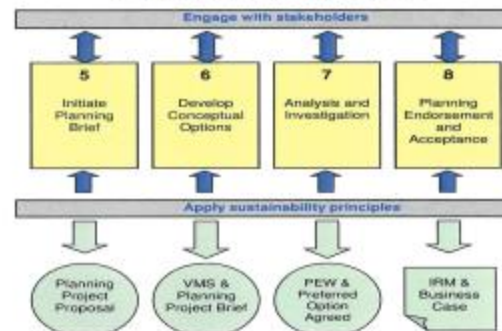 Engage with stakeholders
5
Initiate
Planning
Brief
6
Develop
Conceptual
Options
7
Analysis and
Investigation
8
Planning
Endorsement
and
Acceptance
Apply sustainability principles
Planning
Project
Proposal
VMS &
Planning
Project Brief
PEW &
Preferred
Option
Agreed
IRM &
Business
Case